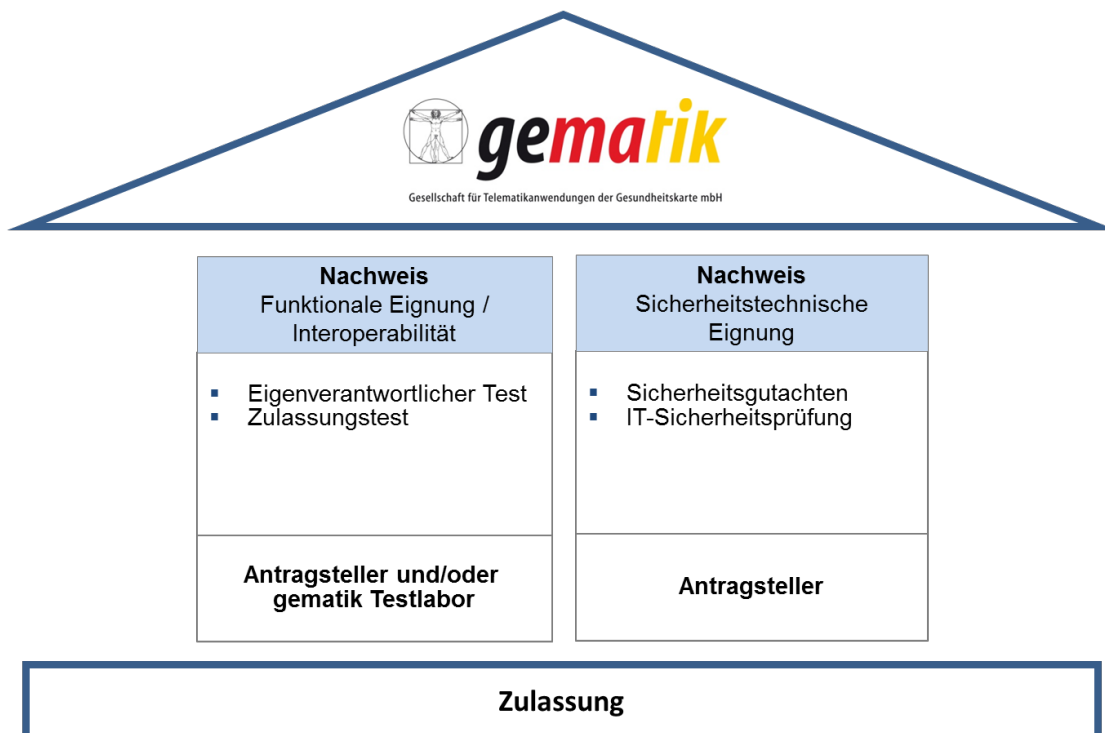 gematik
Gesellschaft für Telematikanwendungen der Gesundheitskarte mbH
Nachweis
Funktionale Eignung /
Interoperabilität
▪ Eigenverantwortlicher Test
▪ Zulassungstest
Antragsteller und/oder
gematik Testlabor
Nachweis
Sicherheitstechnische
Eignung
▪ Sicherheitsgutachten
▪ IT-Sicherheitsprüfung
Antragsteller
Zulassung